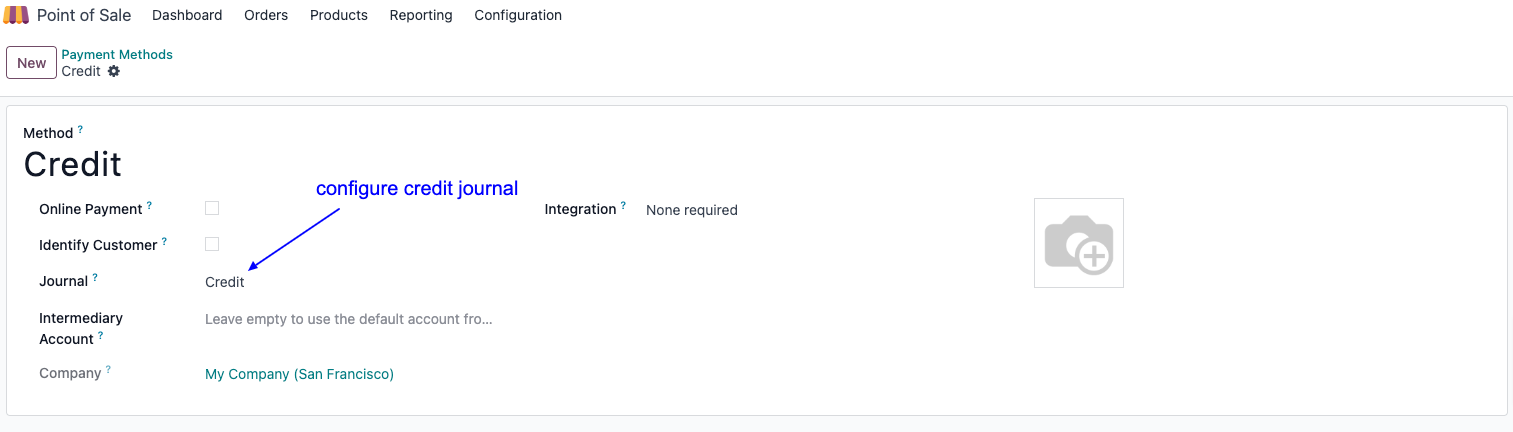 Point of Sale Dashboard Orders Products Reporting Configuration
New
Payment Methods
Credit
Method ?
Credit
configure credit journal
Online Payment ?
Integration ? None required
Identify Customer ?
Journal ? Credit
Intermediary
Account ?
Leave empty to use the default account fro...
Company ? My Company (San Francisco)